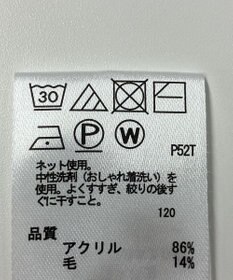 30
P W P52T
ネット使用。
中性洗剤(おしゃれ着洗い)を
使用。よくすすぎ、絞りの後す
ぐに干すこと。
120
品質
アクリル 86%
毛 14%